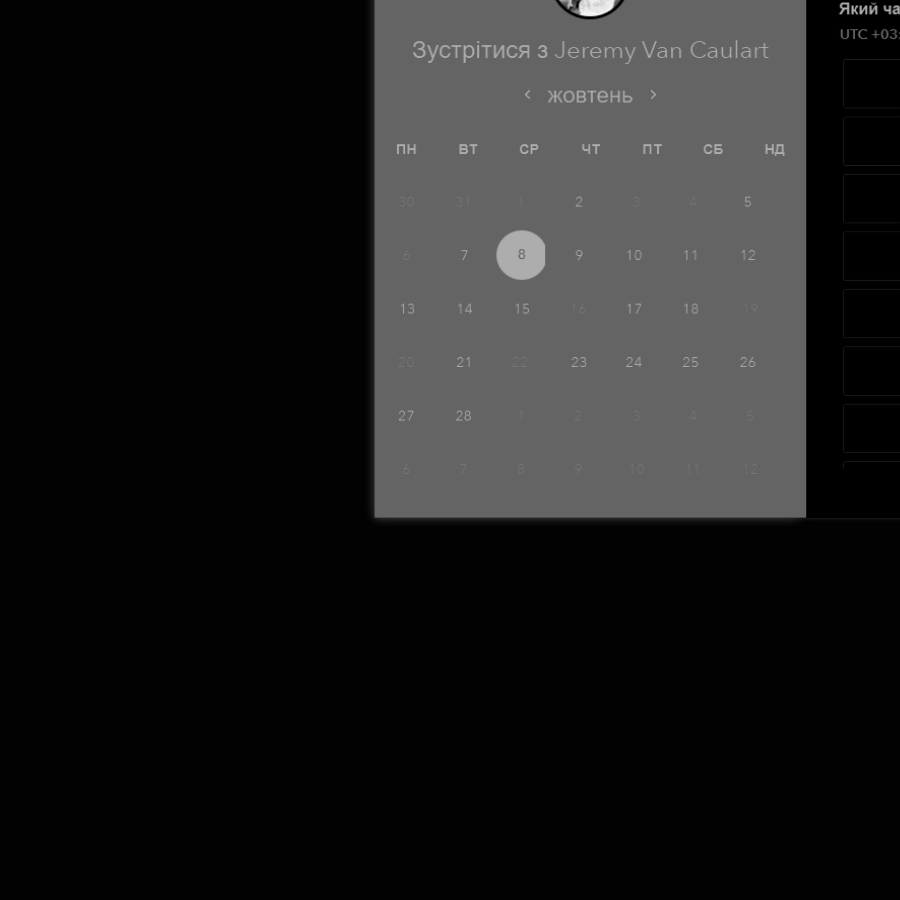 Який ча
UTC +03:
Зустрітися з Jeremy Van Caulart
‹ жовтень ›
ПН ВТ СР ЧТ ПТ СБ НД
30 31 1 2 3 4 5
6 7 8 9 10 11 12
13 14 15 16 17 18 19
20 21 22 23 24 25 26
27 28 1 2 3 4 5
6 7 8 9 10 11 12